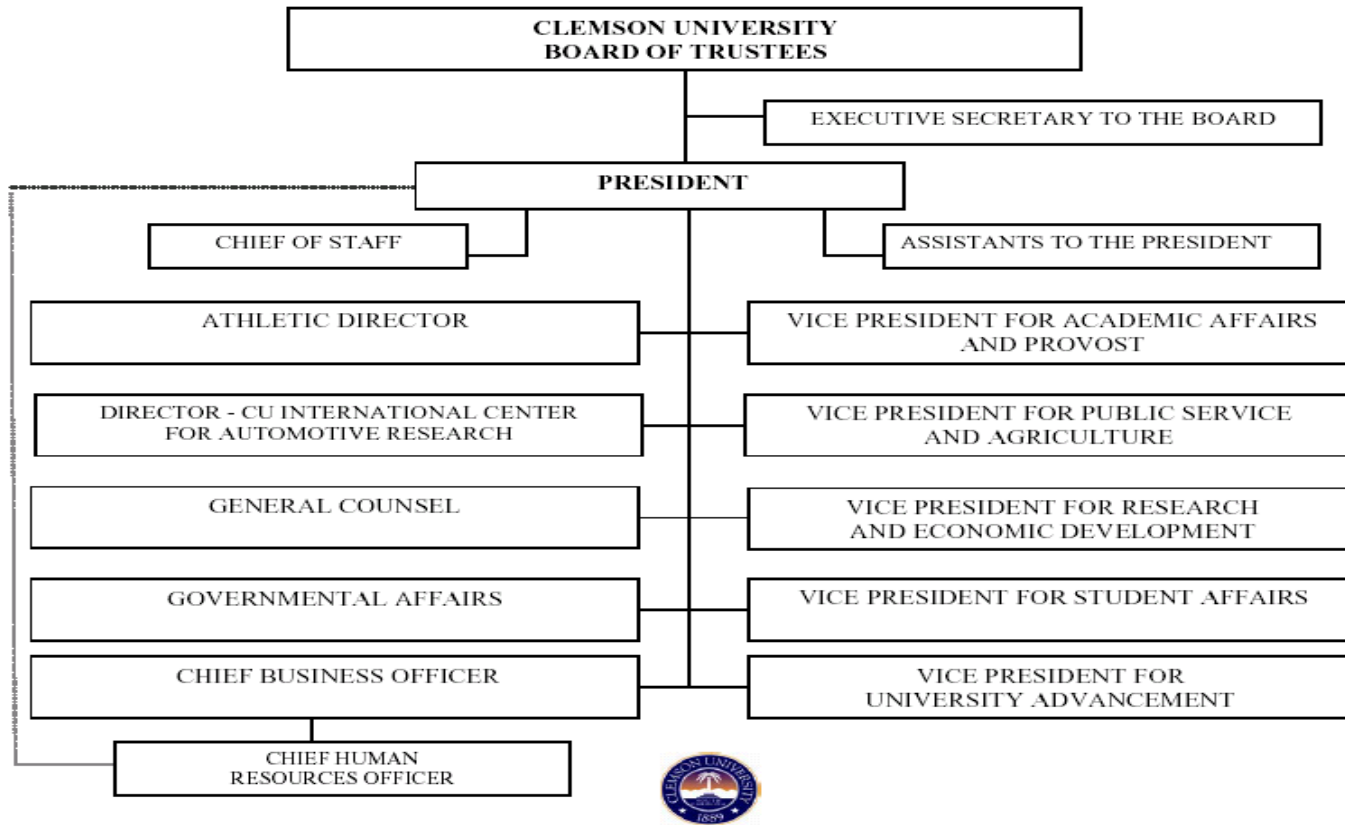 CLEMSON UNIVERSITY
BOARD OF TRUSTEES
EXECUTIVE SECRETARY TO THE BOARD
PRESIDENT
CHIEF OF STAFF
ASSISTANTS TO THE PRESIDENT
ATHLETIC DIRECTOR
VICE PRESIDENT FOR ACADEMIC AFFAIRS
AND PROVOST
DIRECTOR - CU INTERNATIONAL CENTER
FOR AUTOMOTIVE RESEARCH
VICE PRESIDENT FOR PUBLIC SERVICE
AND AGRICULTURE
GENERAL COUNSEL
VICE PRESIDENT FOR RESEARCH
AND ECONOMIC DEVELOPMENT
GOVERNMENTAL AFFAIRS
VICE PRESIDENT FOR STUDENT AFFAIRS
CHIEF BUSINESS OFFICER
VICE PRESIDENT FOR
UNIVERSITY ADVANCEMENT
CHIEF HUMAN
RESOURCES OFFICER
CLEMSON UNIVERSITY
1889